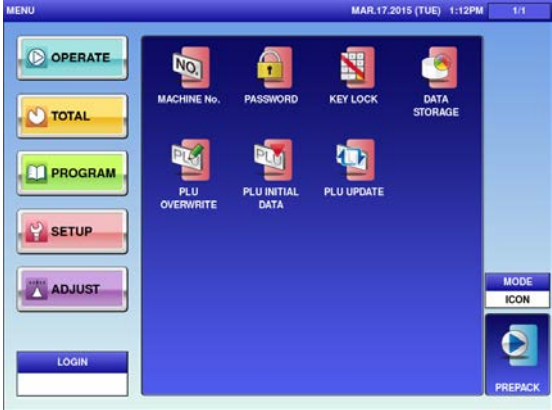 MENU
MAR.17.2015 (TUE) 1:12PM
1/1
OPERATE
TOTAL
PROGRAM
SETUP
ADJUST
LOGIN
NO.
MACHINE No.
PASSWORD
KEY LOCK
DATA
STORAGE
PLU
PLU
OVERWRITE
PLU
PLU INITIAL
DATA
PLU
PLU UPDATE
MODE
ICON
PREPACK